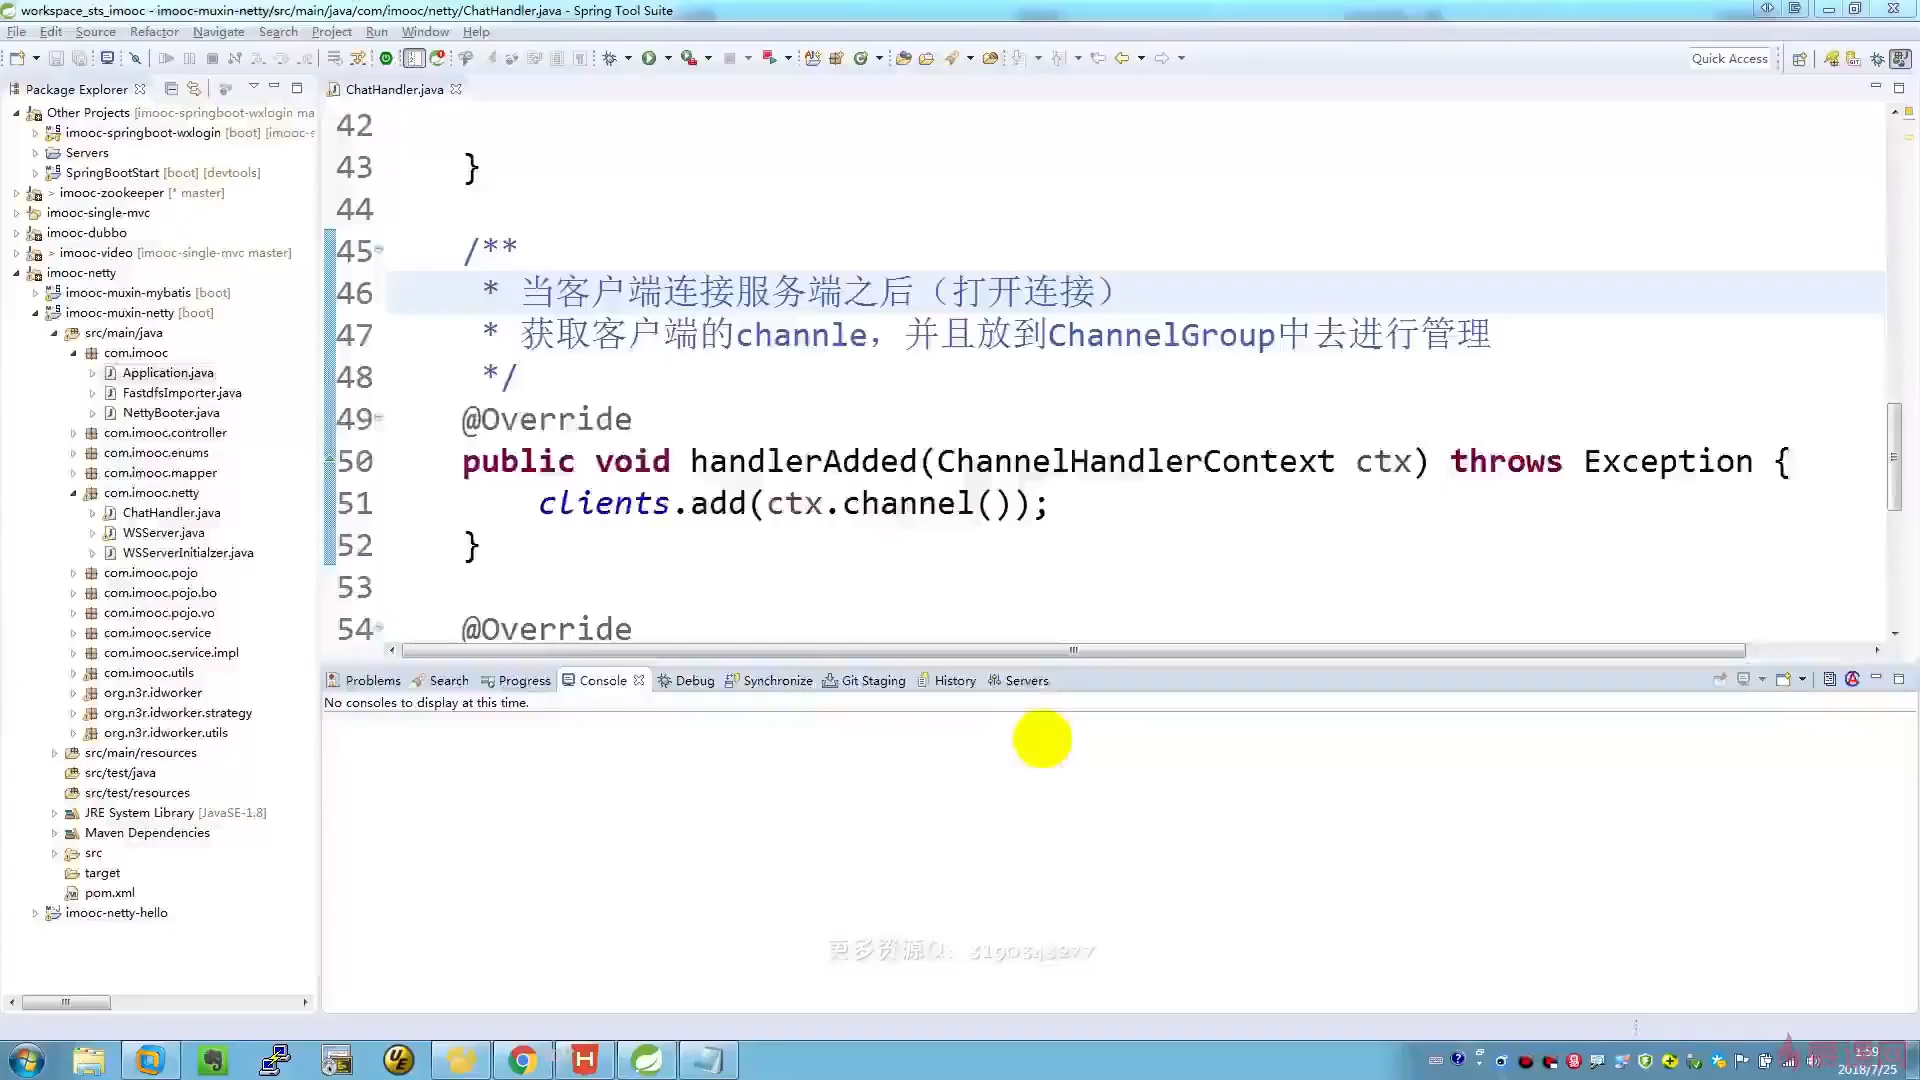 workspace_sts_imooc - imooc-muxin-netty/src/main/java/com/imooc/netty/ChatHandler.java - Spring Tool Suite
File Edit Source Refactor Navigate Search Project Run Window Help
Quick Access
Package Explorer
ChatHandler.java
Other Projects [imooc-springboot-wxlogin ma
imooc-springboot-wxlogin [boot] [imooc-s
Servers
SpringBootStart [boot] [devtools]
> imooc-zookeeper [* master]
imooc-single-mvc
imooc-dubbo
> imooc-video [imooc-single-mvc master]
imooc-netty
imooc-muxin-mybatis [boot]
imooc-muxin-netty [boot]
src/main/java
com.imooc
Application.java
FastdfsImporter.java
NettyBooter.java
com.imooc.controller
com.imooc.enums
com.imooc.mapper
com.imooc.netty
ChatHandler.java
WSServer.java
WSServerInitialzer.java
com.imooc.pojo
com.imooc.pojo.bo
com.imooc.pojo.vo
com.imooc.service
com.imooc.service.impl
com.imooc.utils
org.n3r.idworker
org.n3r.idworker.strategy
org.n3r.idworker.utils
src/main/resources
src/test/java
src/test/resources
JRE System Library [JavaSE-1.8]
Maven Dependencies
src
target
pom.xml
imooc-netty-hello
42
43 }
44
45 /**
46 * 当客户端连接服务端之后（打开连接）
47 * 获取客户端的channle，并且放到ChannelGroup中去进行管理
48 */
49 @Override
50 public void handlerAdded(ChannelHandlerContext ctx) throws Exception {
51 clients.add(ctx.channel());
52 }
53
54 @Override
Problems Search Progress Console Debug Synchronize Git Staging History Servers
No consoles to display at this time.
更多资源Q: 3190345277
1:59
2018/7/25